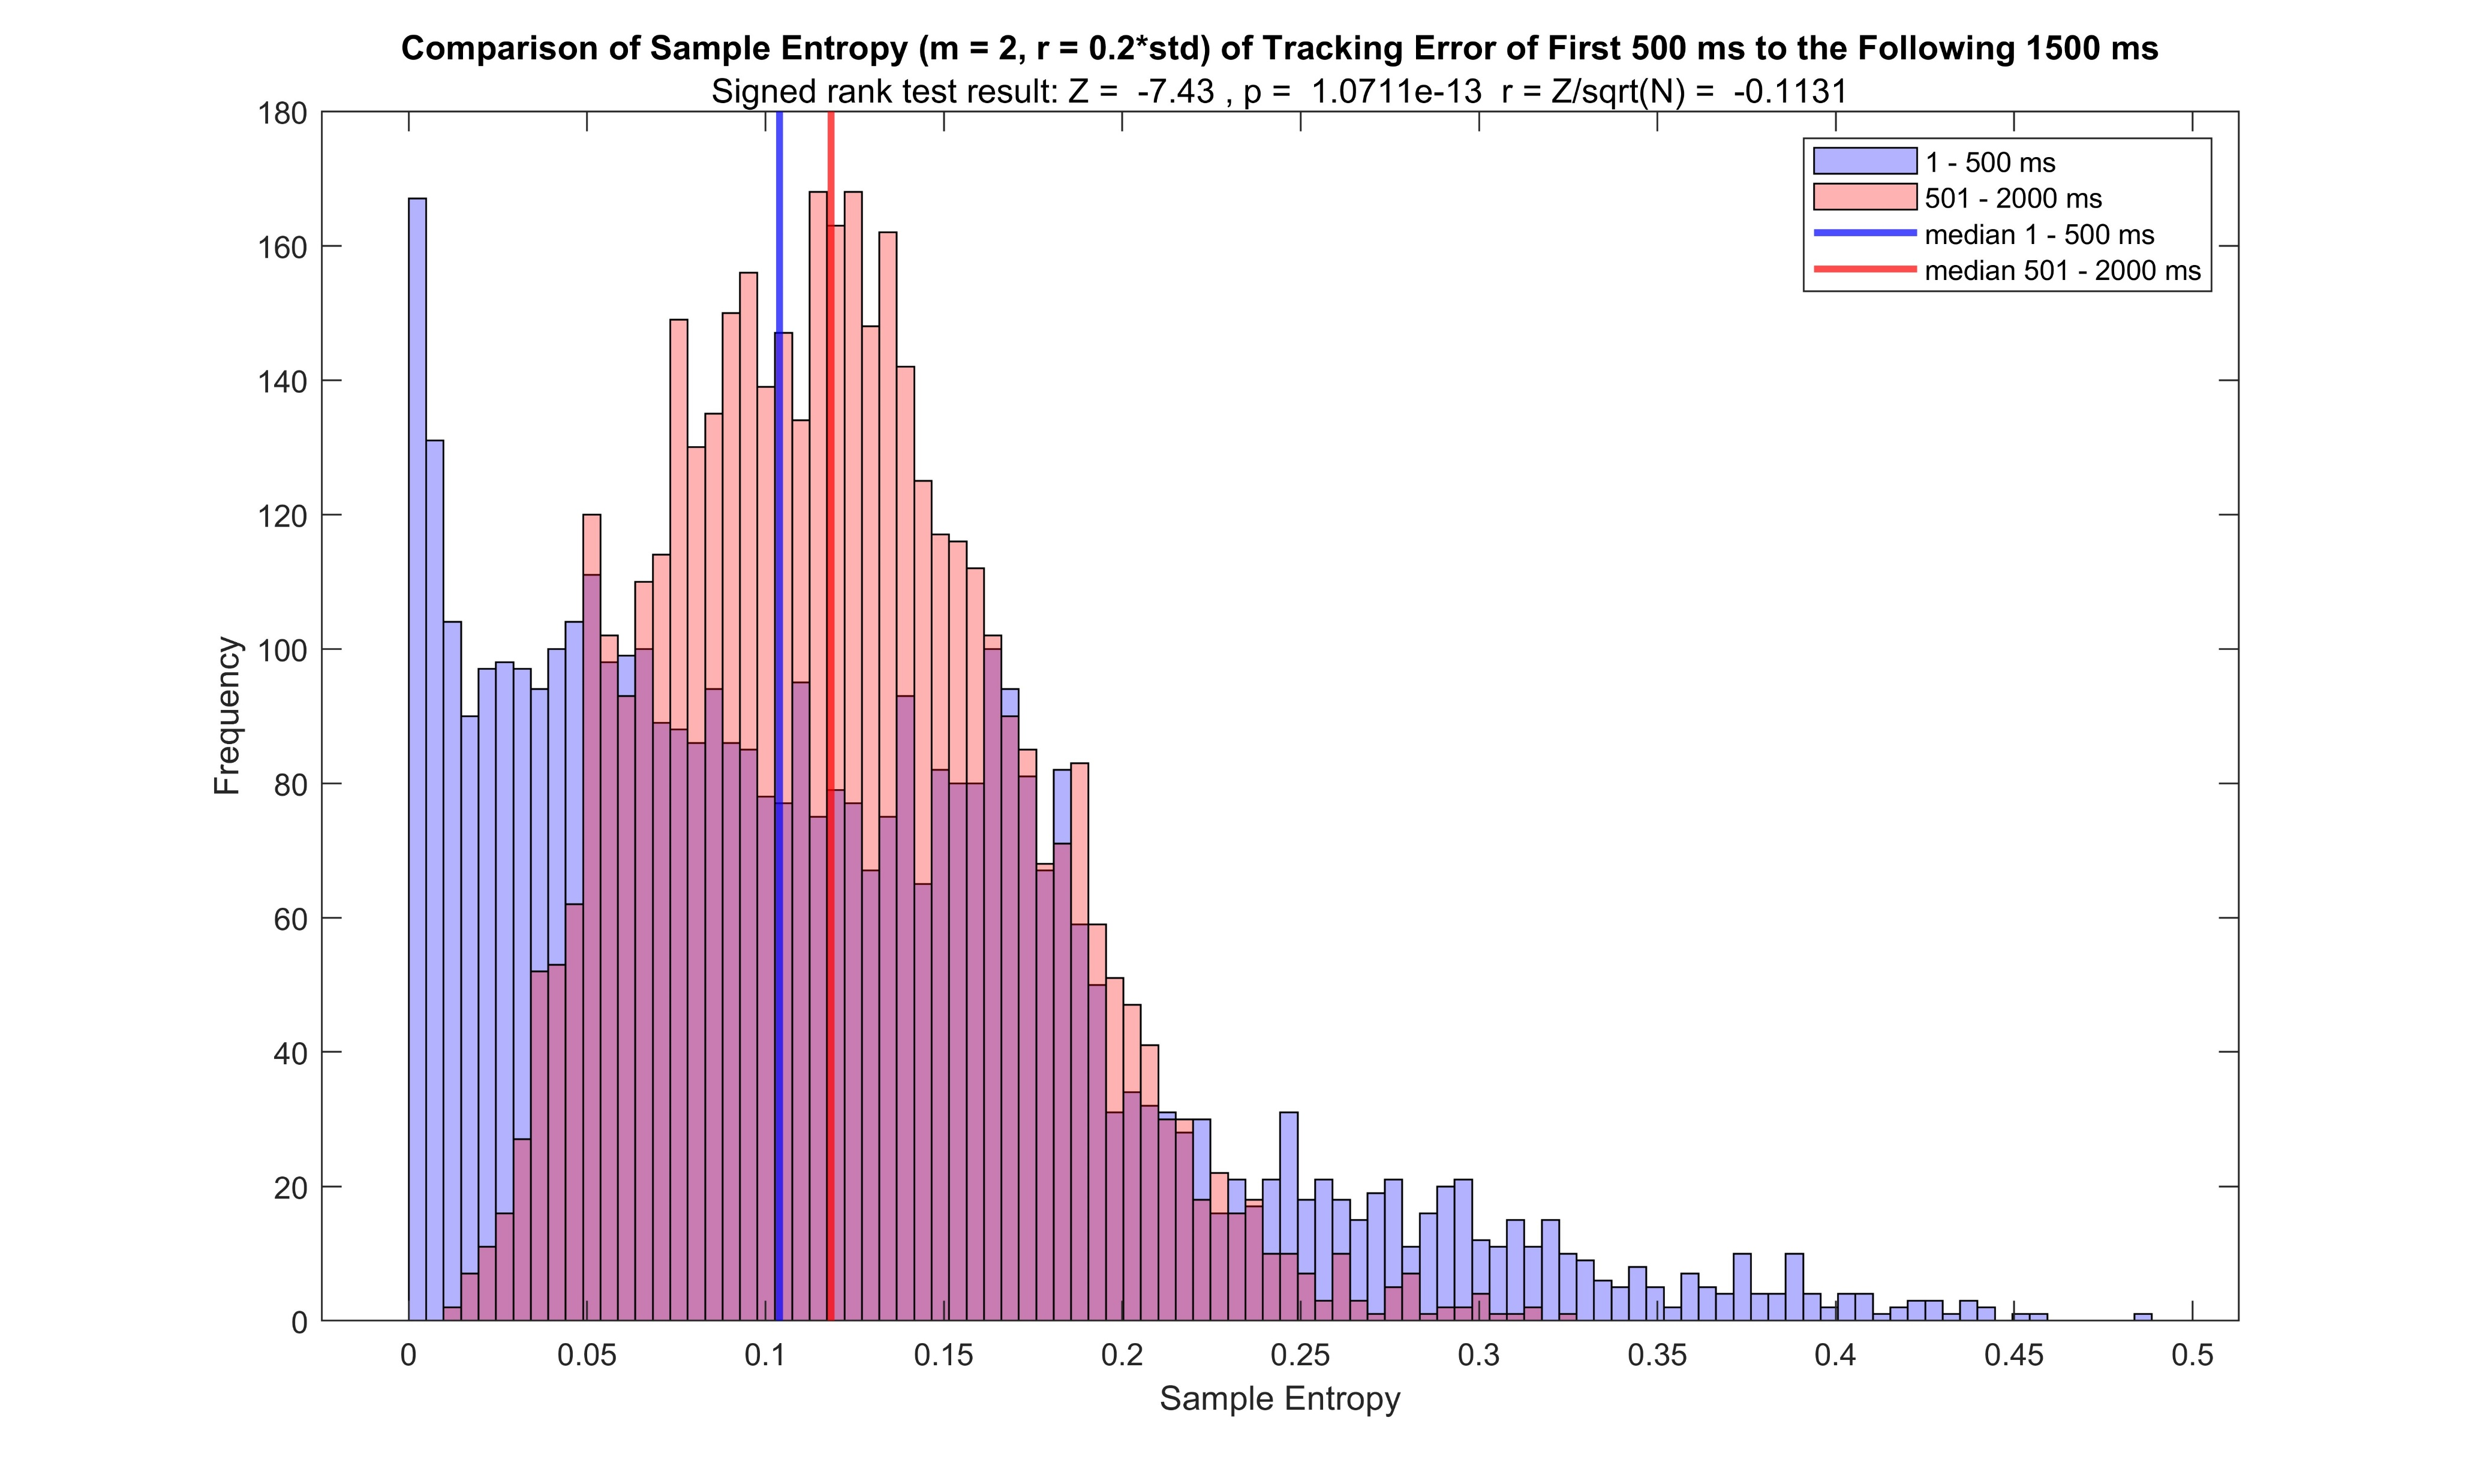 Comparison of Sample Entropy (m = 2, r = 0.2*std) of Tracking Error of First 500 ms to the Following 1500 ms
Signed rank test result: Z =  -7.43 , p =  1.0711e-13  r = Z/sqrt(N) =  -0.1131
180
160
140
120
100
80
60
40
20
0
Frequency
1 - 500 ms
501 - 2000 ms
median 1 - 500 ms
median 501 - 2000 ms
0 0.05 0.1 0.15 0.2 0.25 0.3 0.35 0.4 0.45 0.5
Sample Entropy